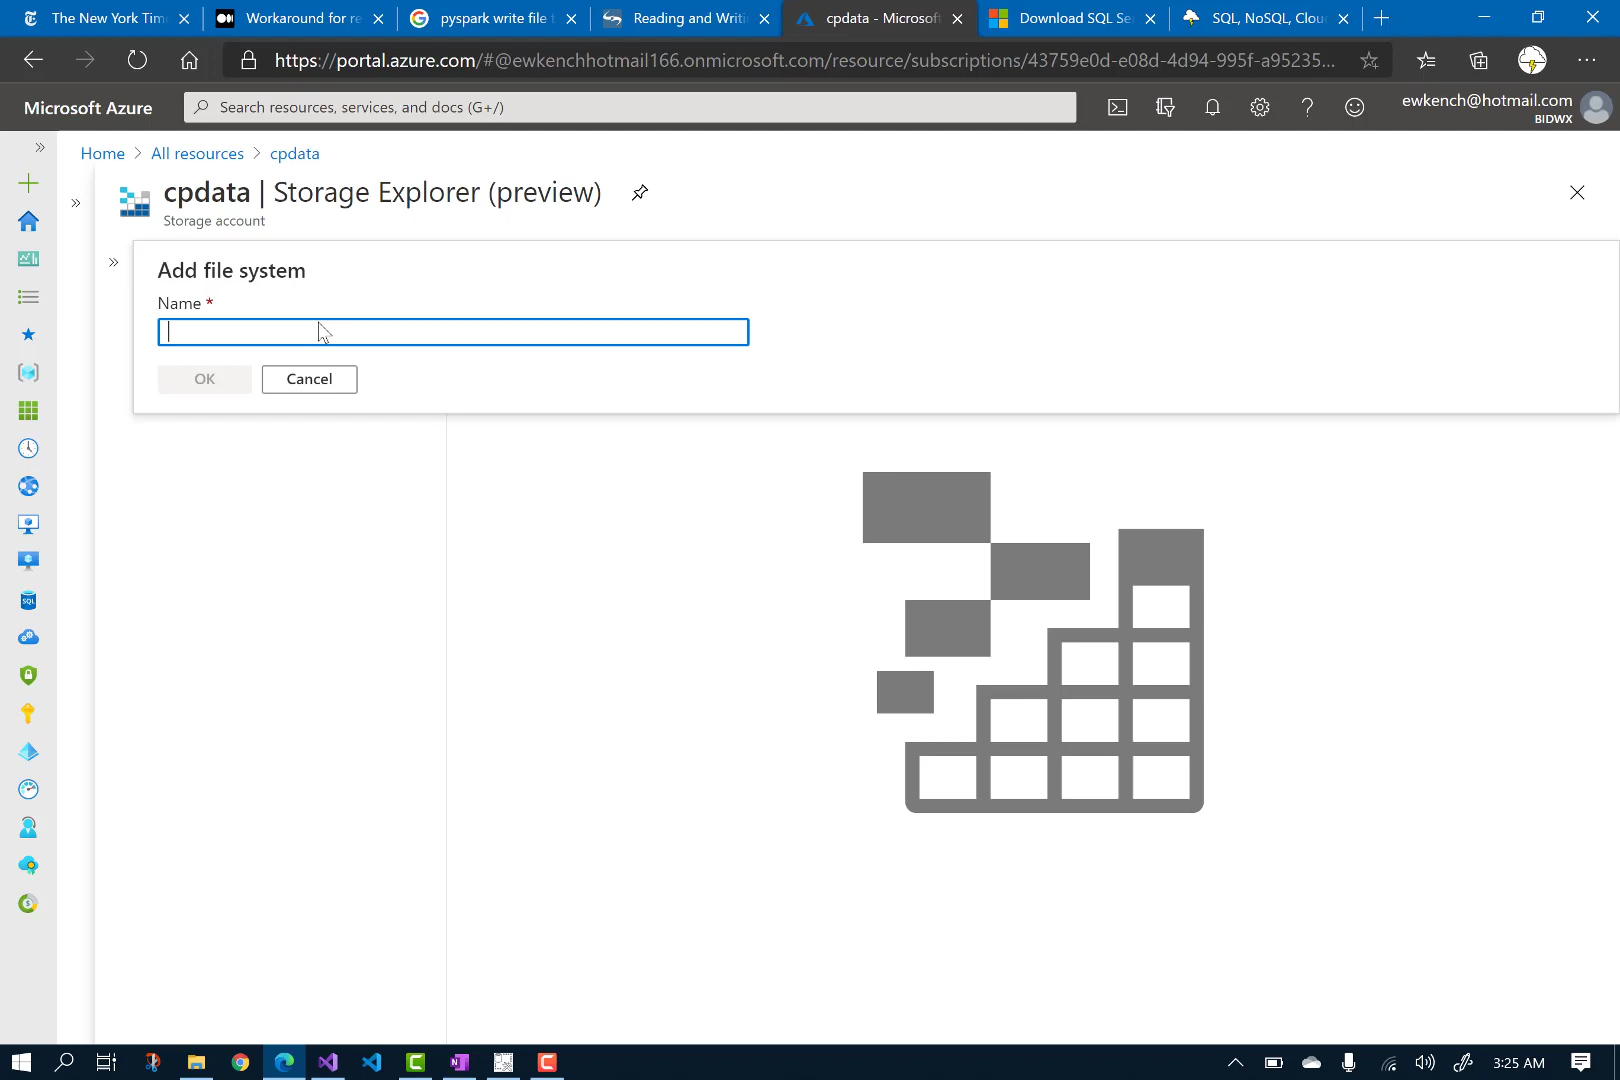 The New York Tim
Workaround for re
pyspark write file t
Reading and Writi
cpdata - Microsoft
Download SQL Se
SQL, NoSQL, Clou
https://portal.azure.com/#@ewkenchhotmail166.onmicrosoft.com/resource/subscriptions/43759e0d-e08d-4d94-995f-a95235...
Microsoft Azure
Search resources, services, and docs (G+/)
ewkench@hotmail.com
BIDWX
Home > All resources > cpdata
cpdata | Storage Explorer (preview)
Storage account
Add file system
Name *
OK
Cancel
SQL
3:25 AM